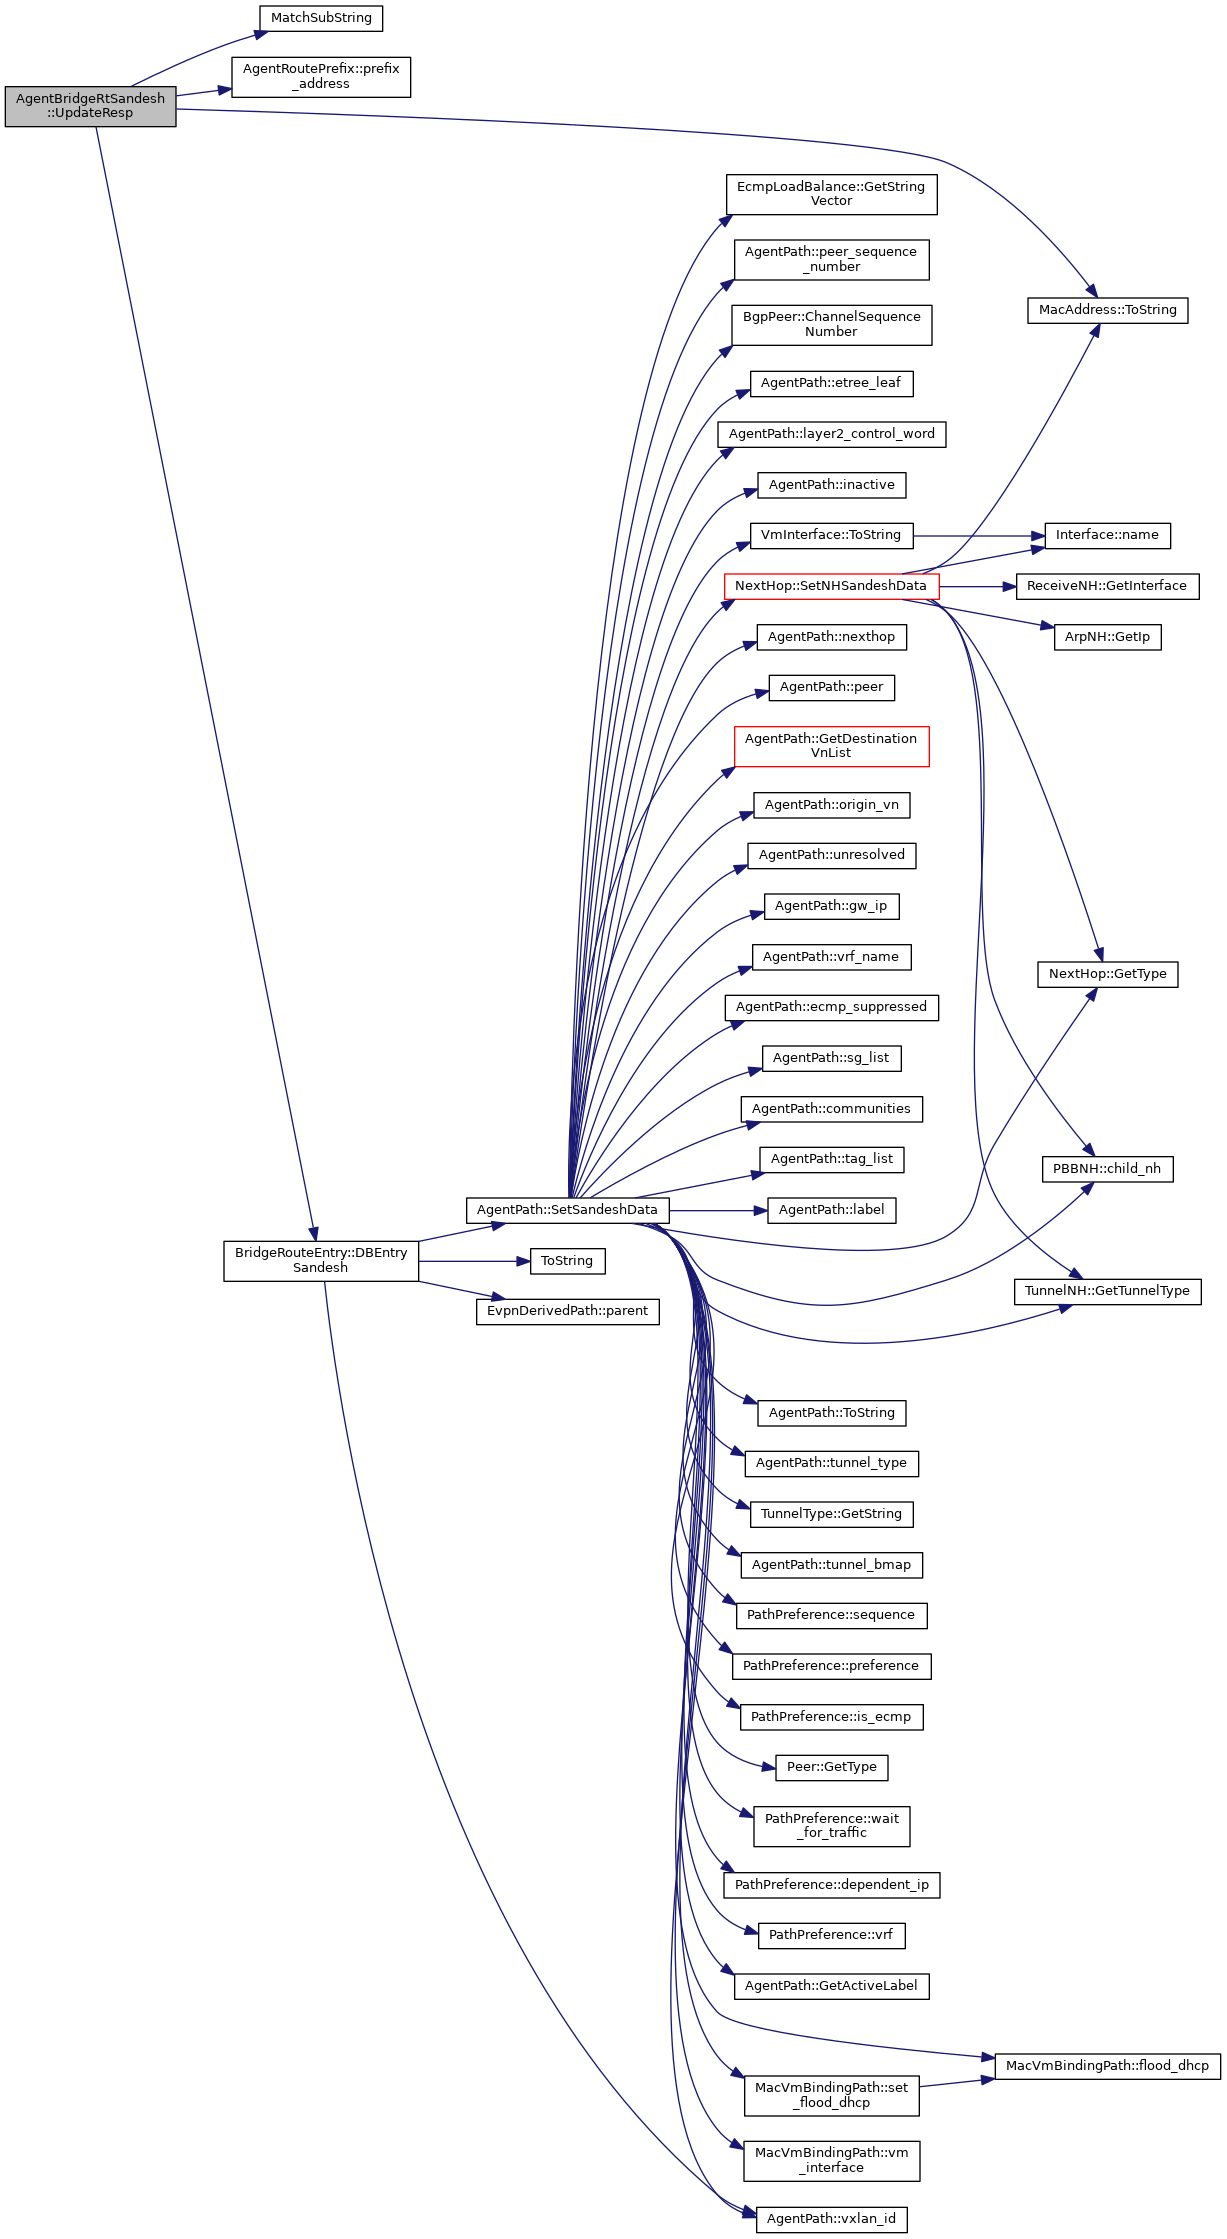 MatchSubString
AgentRoutePrefix::prefix
_address
AgentBridgeRtSandesh
::UpdateResp
EcmpLoadBalance::GetString
Vector
AgentPath::peer_sequence
_number
BgpPeer::ChannelSequence
Number
MacAddress::ToString
AgentPath::etree_leaf
AgentPath::layer2_control_word
AgentPath::inactive
VmInterface::ToString
Interface::name
NextHop::SetNHSandeshData
ReceiveNH::GetInterface
AgentPath::nexthop
ArpNH::GetIp
AgentPath::peer
AgentPath::GetDestination
VnList
AgentPath::origin_vn
AgentPath::unresolved
AgentPath::gw_ip
AgentPath::vrf_name
NextHop::GetType
AgentPath::ecmp_suppressed
AgentPath::sg_list
AgentPath::communities
AgentPath::tag_list
PBBNH::child_nh
AgentPath::SetSandeshData
AgentPath::label
BridgeRouteEntry::DBEntry
Sandesh
ToString
EvpnDerivedPath::parent
TunnelNH::GetTunnelType
AgentPath::ToString
AgentPath::tunnel_type
TunnelType::GetString
AgentPath::tunnel_bmap
PathPreference::sequence
PathPreference::preference
PathPreference::is_ecmp
Peer::GetType
PathPreference::wait
_for_traffic
PathPreference::dependent_ip
PathPreference::vrf
AgentPath::GetActiveLabel
MacVmBindingPath::flood_dhcp
MacVmBindingPath::set
_flood_dhcp
MacVmBindingPath::vm
_interface
AgentPath::vxlan_id